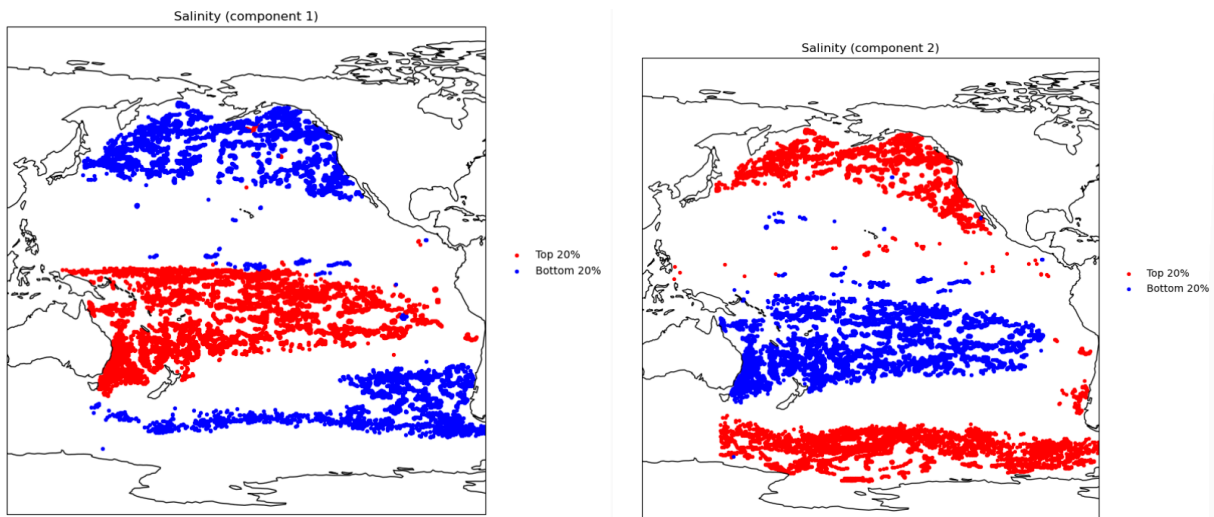 Salinity (component 1)
Top 20%
Bottom 20%
Salinity (component 2)
Top 20%
Bottom 20%